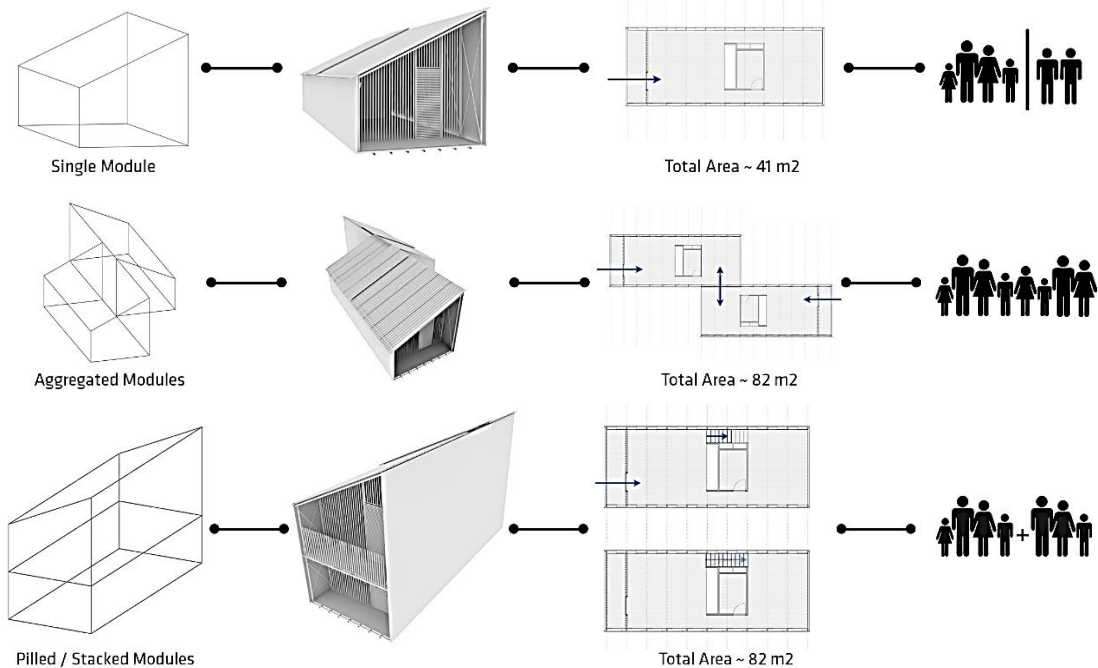 Single Module
Total Area ~ 41 m2
Aggregated Modules
Total Area ~ 82 m2
Pilled / Stacked Modules
Total Area ~ 82 m2